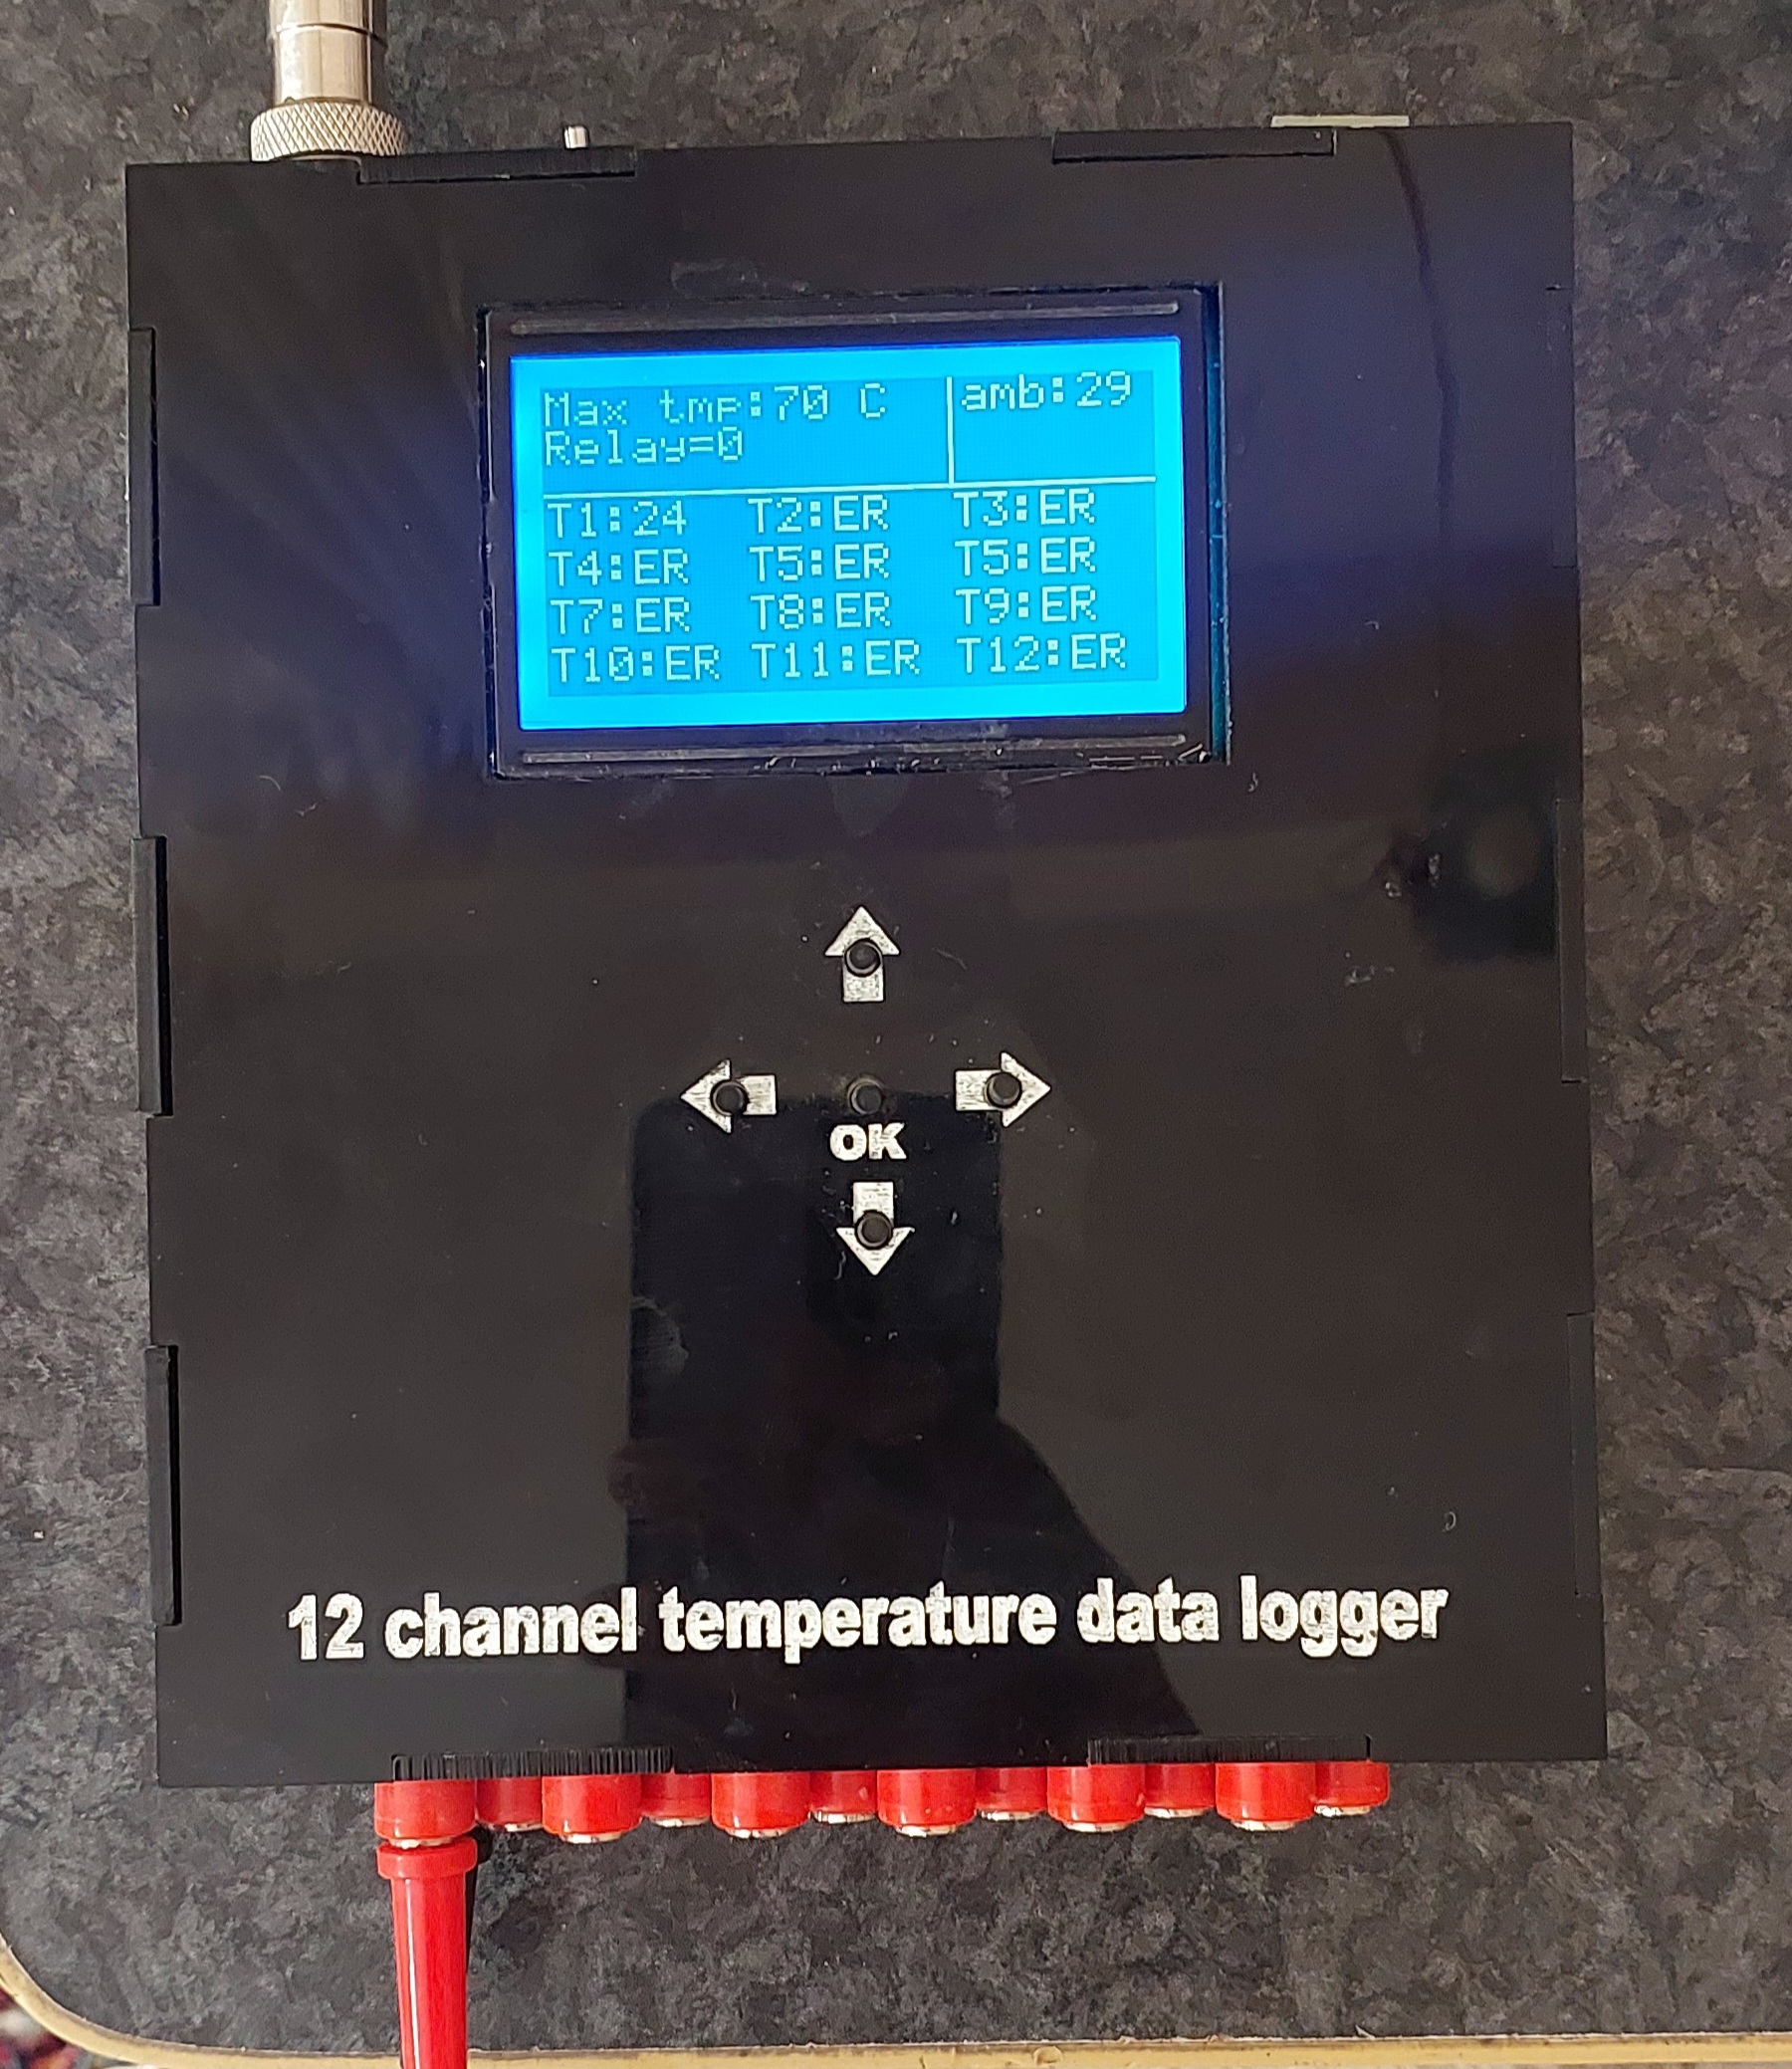 Max tmp:70 C amb:29
Relay=0
T1:24 T2:ER T3:ER
T4:ER T5:ER T5:ER
T7:ER T8:ER T9:ER
T10:ER T11:ER T12:ER
OK
12 channel temperature data logger